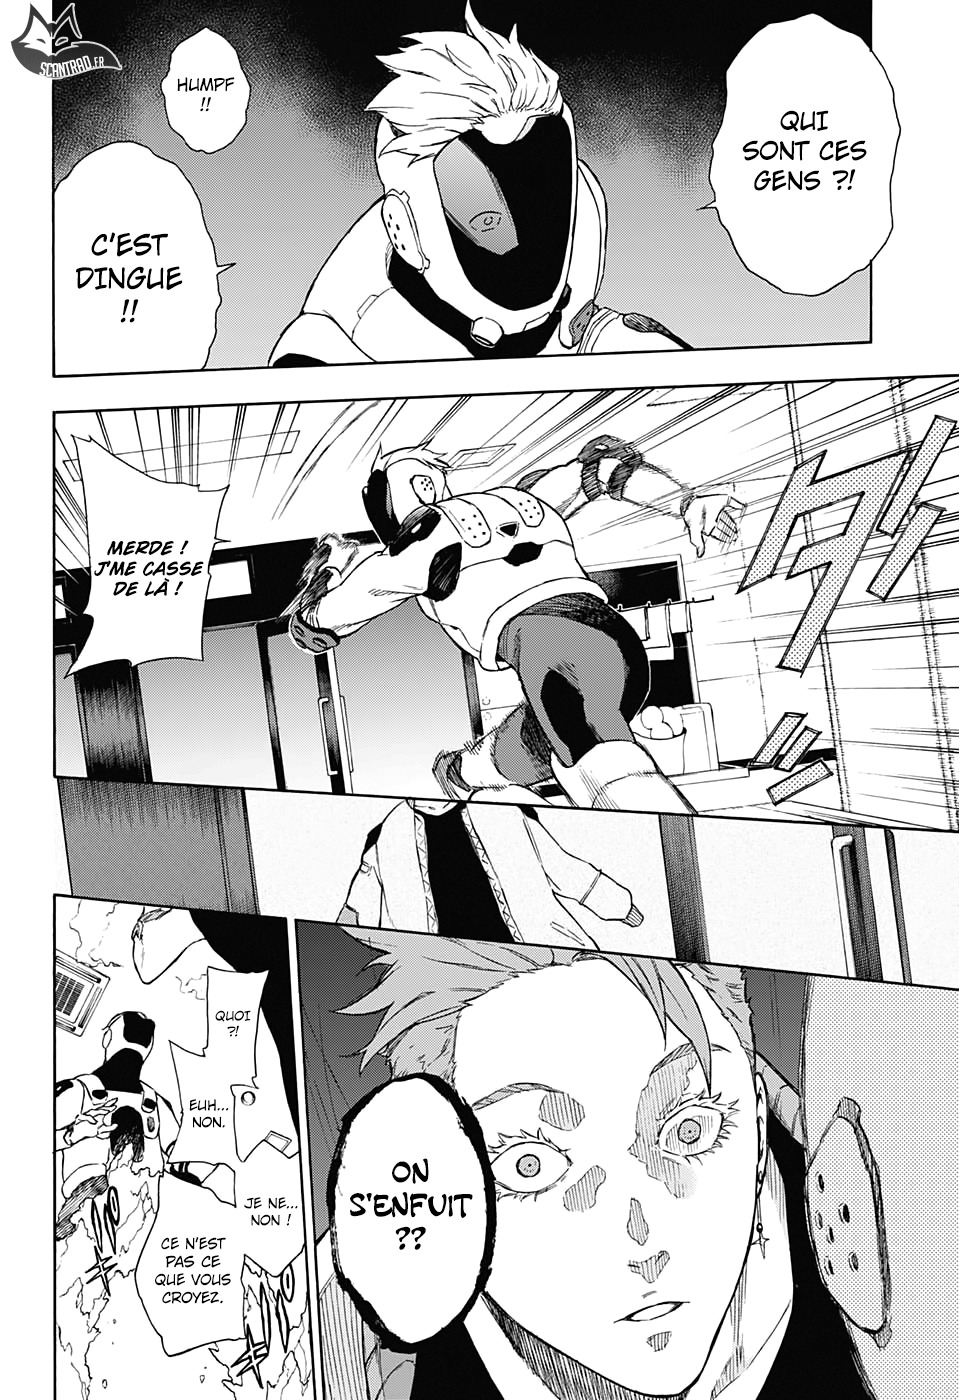 SCANTRAD.FR
QUI
SONT CES
GENS ?!
HUMPF
!!
C'EST
DINGUE
!!
MERDE !
J'ME CASSE
DE LÀ !
ON
S'ENFUIT
??
QUOI
?!
EUH...
NON.
JE NE...
NON !
CE N'EST
PAS CE
QUE VOUS
CROYEZ.